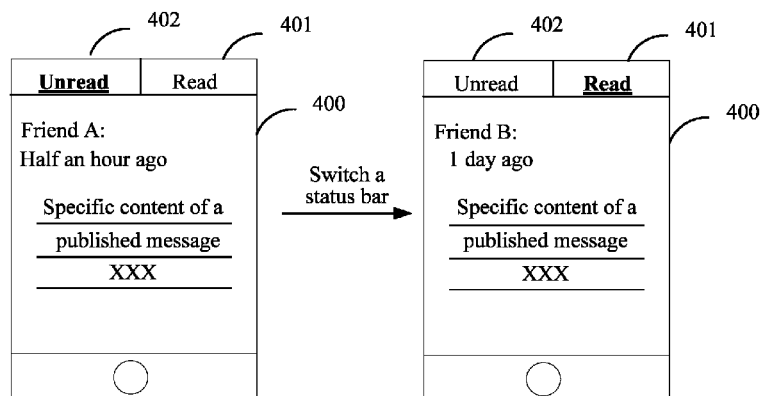 402
401
Unread
Read
400
Friend A:
Half an hour ago
Specific content of a
published message
XXX
Switch a
status bar
402
401
Unread
Read
400
Friend B:
1 day ago
Specific content of a
published message
XXX